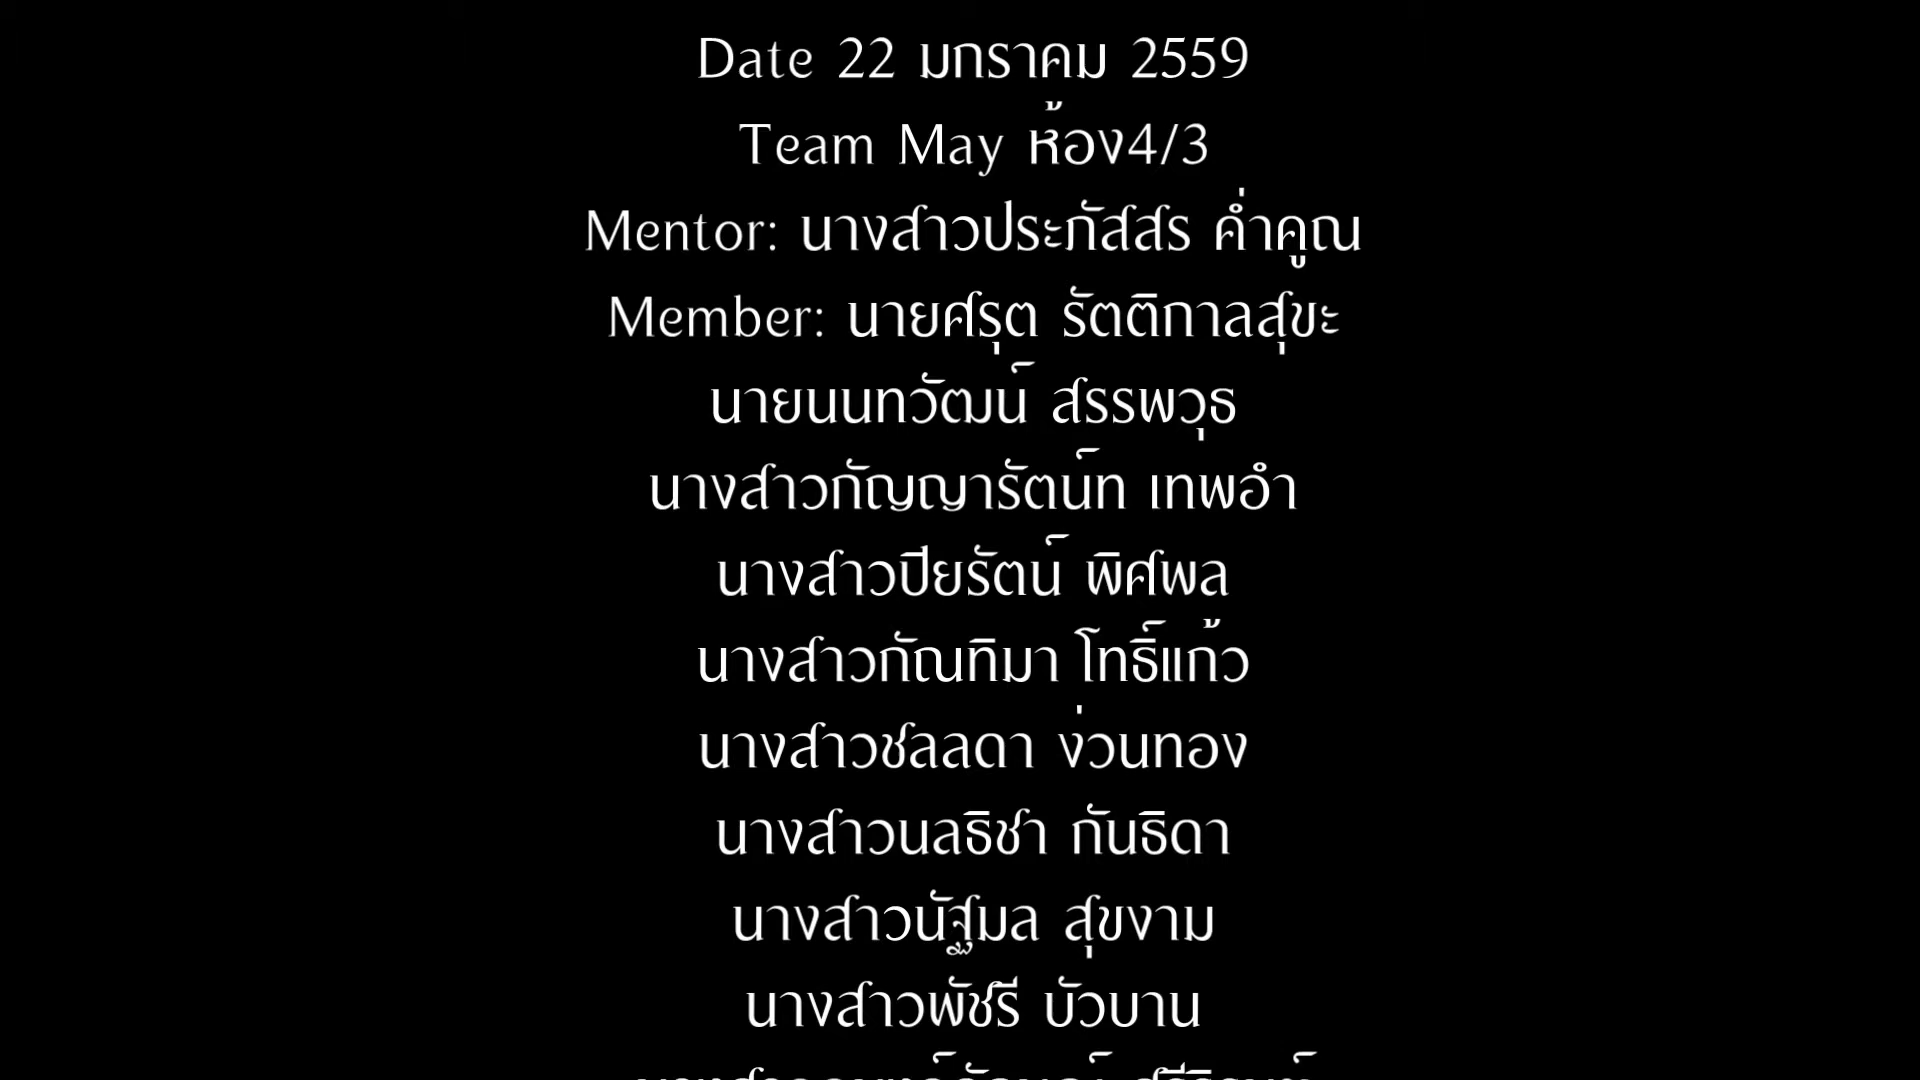 Date 22 มกราคม 2559
Team May ห้อง4/3
Mentor: นางสาวประภัสสร ค่ำคูณ
Member: นายศรุต รัตติกาลสุขะ
นายนนทวัฒน์ สรรพวุธ
นางสาวกัญญารัตน์ท เทพอำ
นางสาวปิยรัตน์ พิศพล
นางสาวกัณทิมา โทธิ์แก้ว
นางสาวชลลดา ง่วนทอง
นางสาวนลธิชา กันธิดา
นางสาวนัฐมล สุขงาม
นางสาวพัชรี บัวบาน